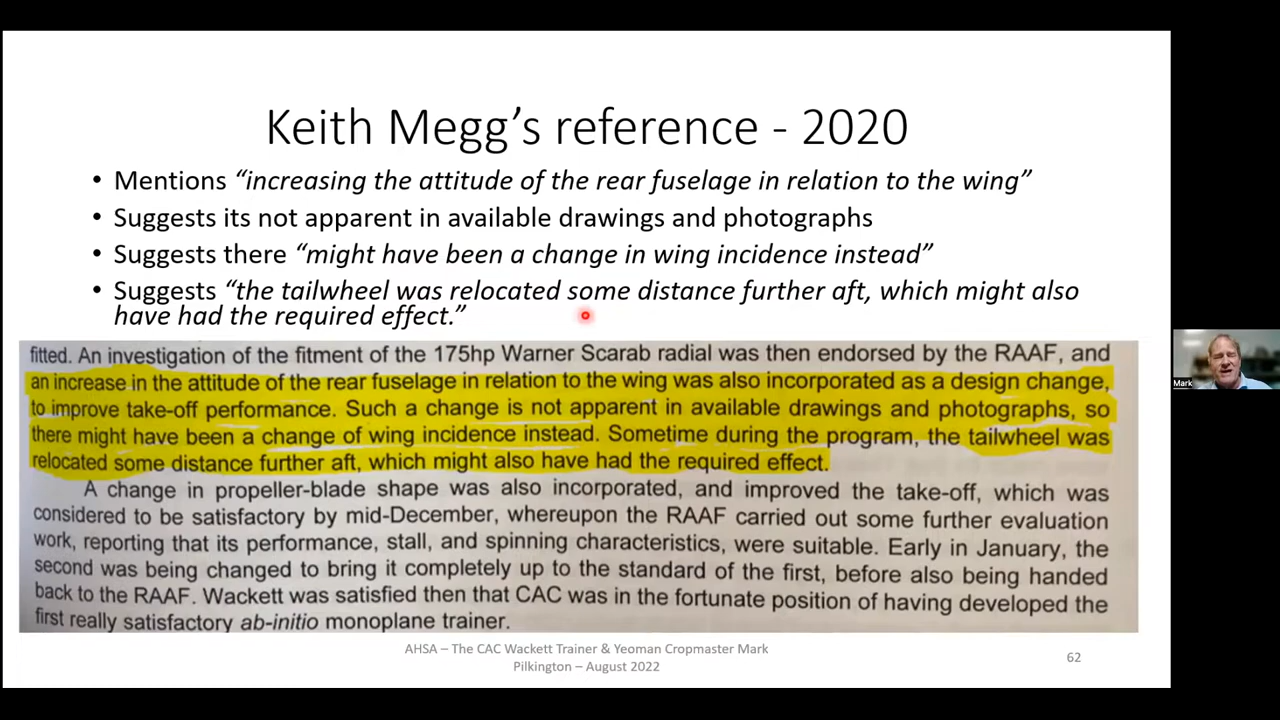 Keith Megg’s reference - 2020
• Mentions “increasing the attitude of the rear fuselage in relation to the wing”
• Suggests its not apparent in available drawings and photographs
• Suggests there “might have been a change in wing incidence instead”
• Suggests “the tailwheel was relocated some distance further aft, which might also
have had the required effect.”
fitted. An investigation of the fitment of the 175hp Warner Scarab radial was then endorsed by the RAAF, and
an increase in the attitude of the rear fuselage in relation to the wing was also incorporated as a design change,
to improve take-off performance. Such a change is not apparent in available drawings and photographs, so
there might have been a change of wing incidence instead. Sometime during the program, the tailwheel was
relocated some distance further aft, which might also have had the required effect.
A change in propeller-blade shape was also incorporated, and improved the take-off, which was
considered to be satisfactory by mid-December, whereupon the RAAF carried out some further evaluation
work, reporting that its performance, stall, and spinning characteristics, were suitable. Early in January, the
second was being changed to bring it completely up to the standard of the first, before also being handed
back to the RAAF. Wackett was satisfied then that CAC was in the fortunate position of having developed the
first really satisfactory ab-initio monoplane trainer.
AHSA – The CAC Wackett Trainer & Yeoman Cropmaster Mark
Pilkington – August 2022
62
Mark